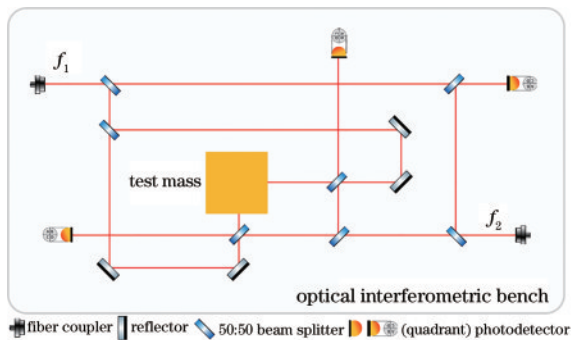 f1
test mass
f2
optical interferometric bench
fiber coupler reflector 50:50 beam splitter (quadrant) photodetector